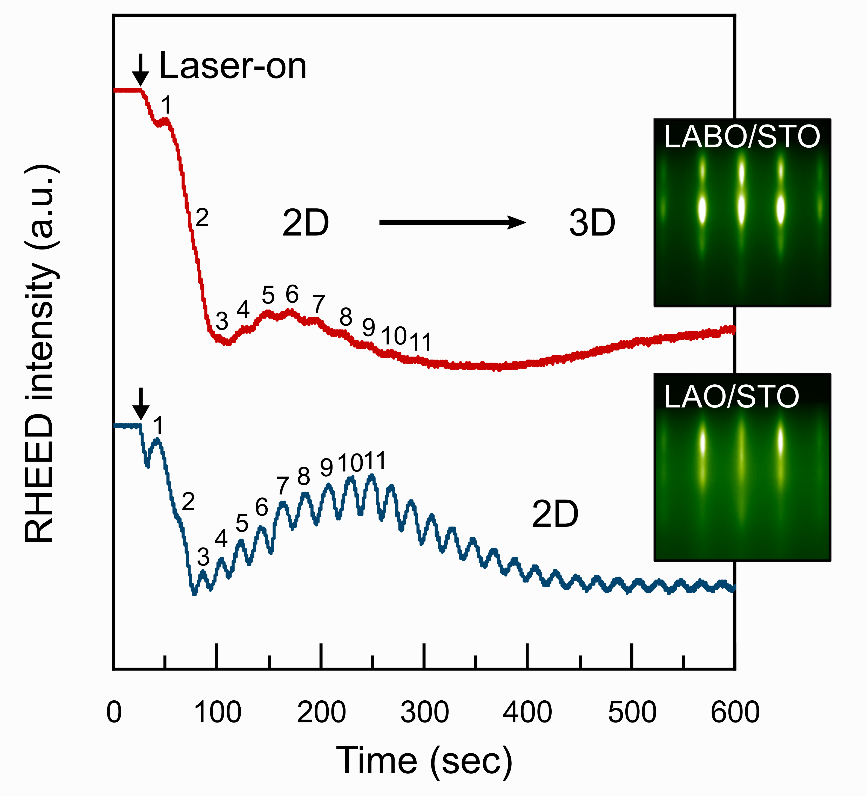 Laser-on
1
LABO/STO
2
2D
3D
3 4 5 6 7 8 9 10 11
LAO/STO
1
2
3 4 5 6 7 8 9 10 11
2D
RHEED intensity (a.u.)
0 100 200 300 400 500 600
Time (sec)